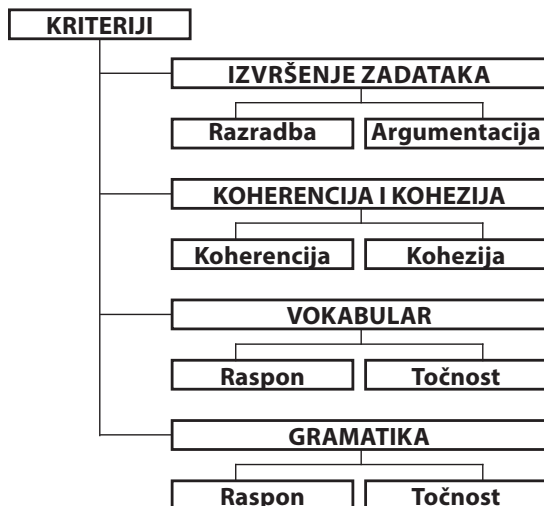 KRITERIJI
IZVRŠENJE ZADATAKA
Razradba Argumentacija
KOHERENCIJA I KOHEZIJA
Koherencija Kohezija
VOKABULAR
Raspon Točnost
GRAMATIKA
Raspon Točnost